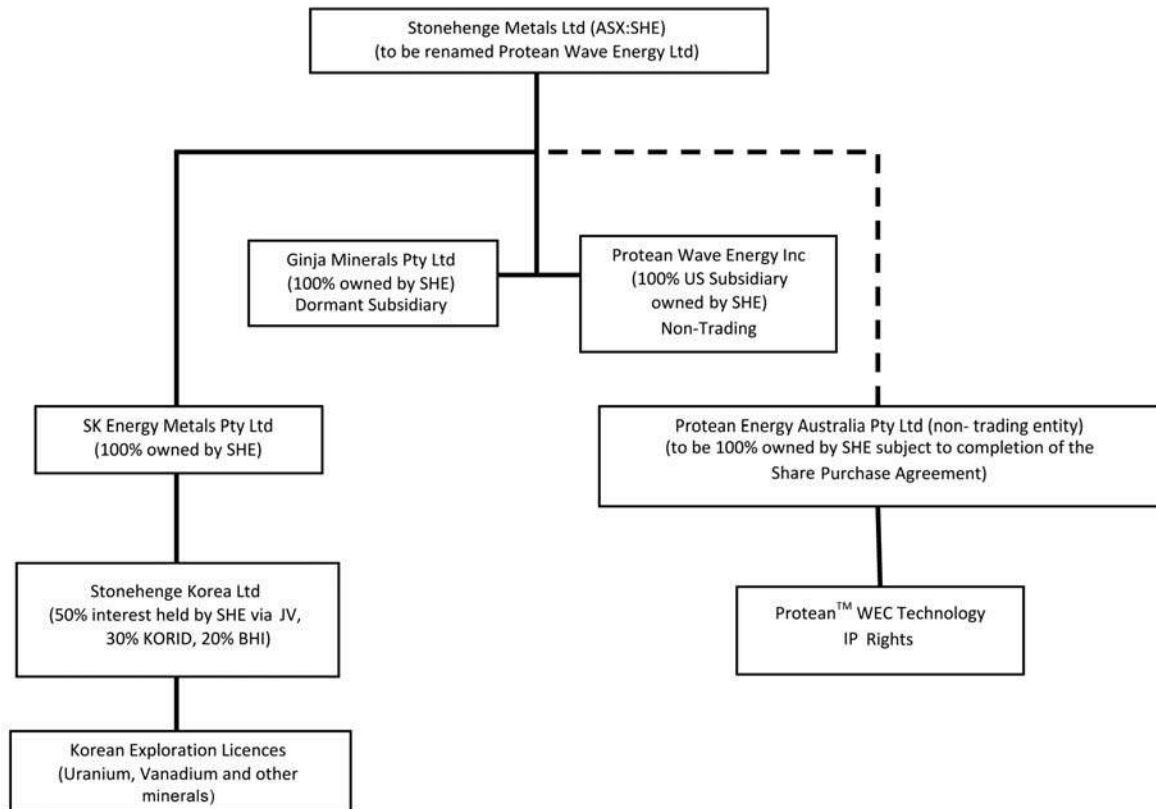 Stonehenge Metals Ltd (ASX:SHE)
(to be renamed Protean Wave Energy Ltd)
Ginja Minerals Pty Ltd
(100% owned by SHE)
Dormant Subsidiary
Protean Wave Energy Inc
(100% US Subsidiary
owned by SHE)
Non-Trading
SK Energy Metals Pty Ltd
(100% owned by SHE)
Protean Energy Australia Pty Ltd (non- trading entity)
(to be 100% owned by SHE subject to completion of the
Share Purchase Agreement)
Stonehenge Korea Ltd
(50% interest held by SHE via JV,
30% KORID, 20% BHI)
Protean™ WEC Technology
IP Rights
Korean Exploration Licences
(Uranium, Vanadium and other
minerals)